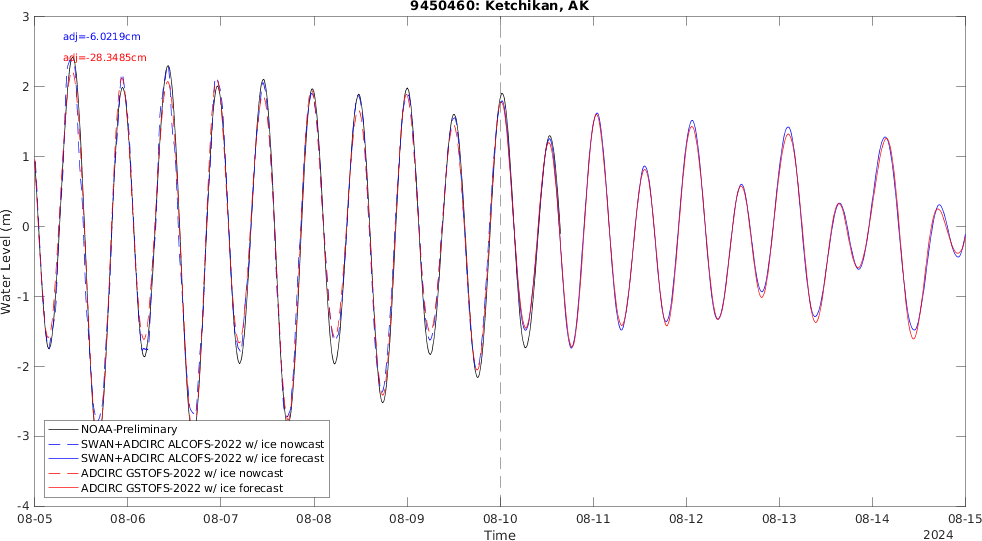 9450460: Ketchikan, AK
adj=-6.0219cm
adj=-28.3485cm
3
2
1
0
-1
-2
-3
-4
Water Level (m)
NOAA-Preliminary
SWAN+ADCIRC ALCOFS-2022 w/ ice nowcast
SWAN+ADCIRC ALCOFS-2022 w/ ice forecast
ADCIRC GSTOFS-2022 w/ ice nowcast
ADCIRC GSTOFS-2022 w/ ice forecast
08-05 08-06 08-07 08-08 08-09 08-10 08-11 08-12 08-13 08-14 08-15
Time
2024